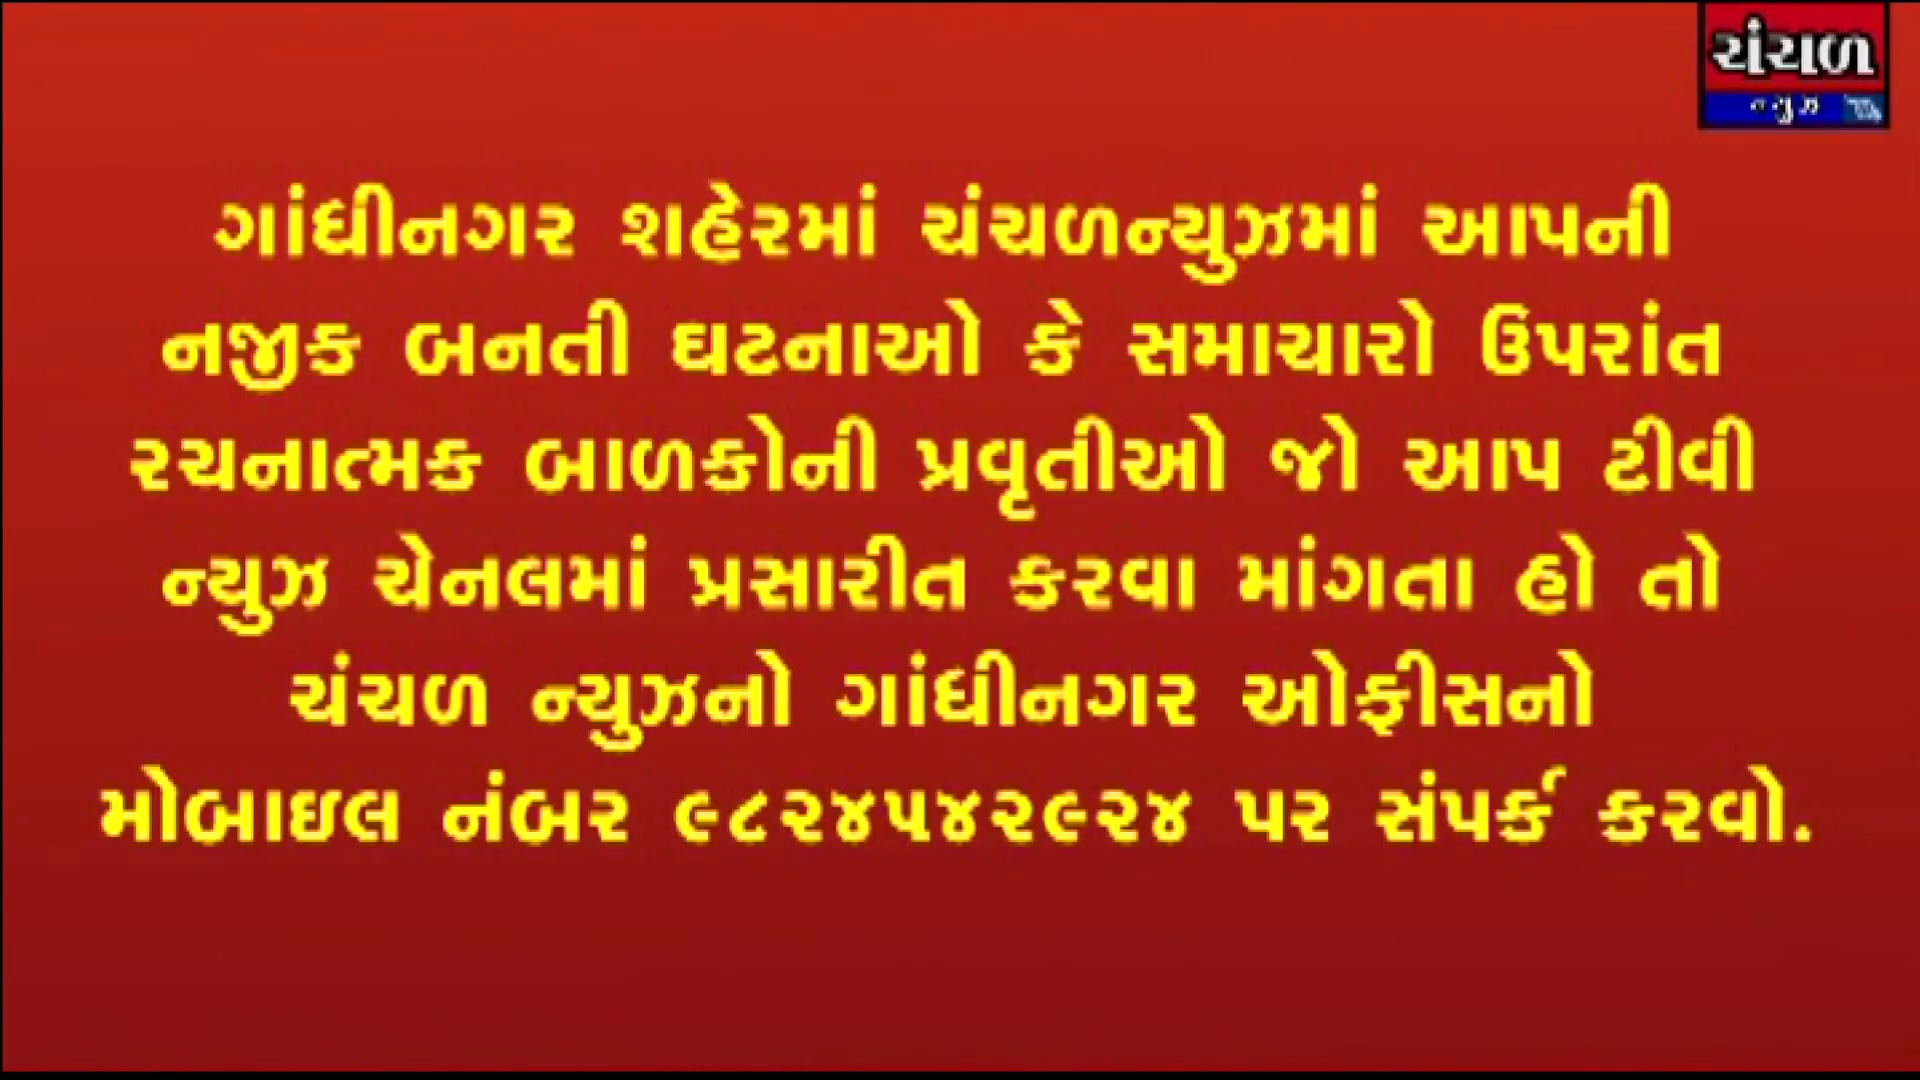 ચંચળ
ન્યુઝ
ગાંધીનગર શહેરમાં ચંચળન્યુઝમાં આપની
નજીક બનતી ઘટનાઓ કે સમાચારો ઉપરાંત
રચનાત્મક બાળકોની પ્રવૃતીઓ જો આપ ટીવી
ન્યુઝ ચેનલમાં પ્રસારીત કરવા માંગતા હો તો
ચંચળ ન્યુઝનો ગાંધીનગર ઓફીસનો
મોબાઇલ નંબર ૯૮૨૪૫૪૨૯૨૪ પર સંપર્ક કરવો.